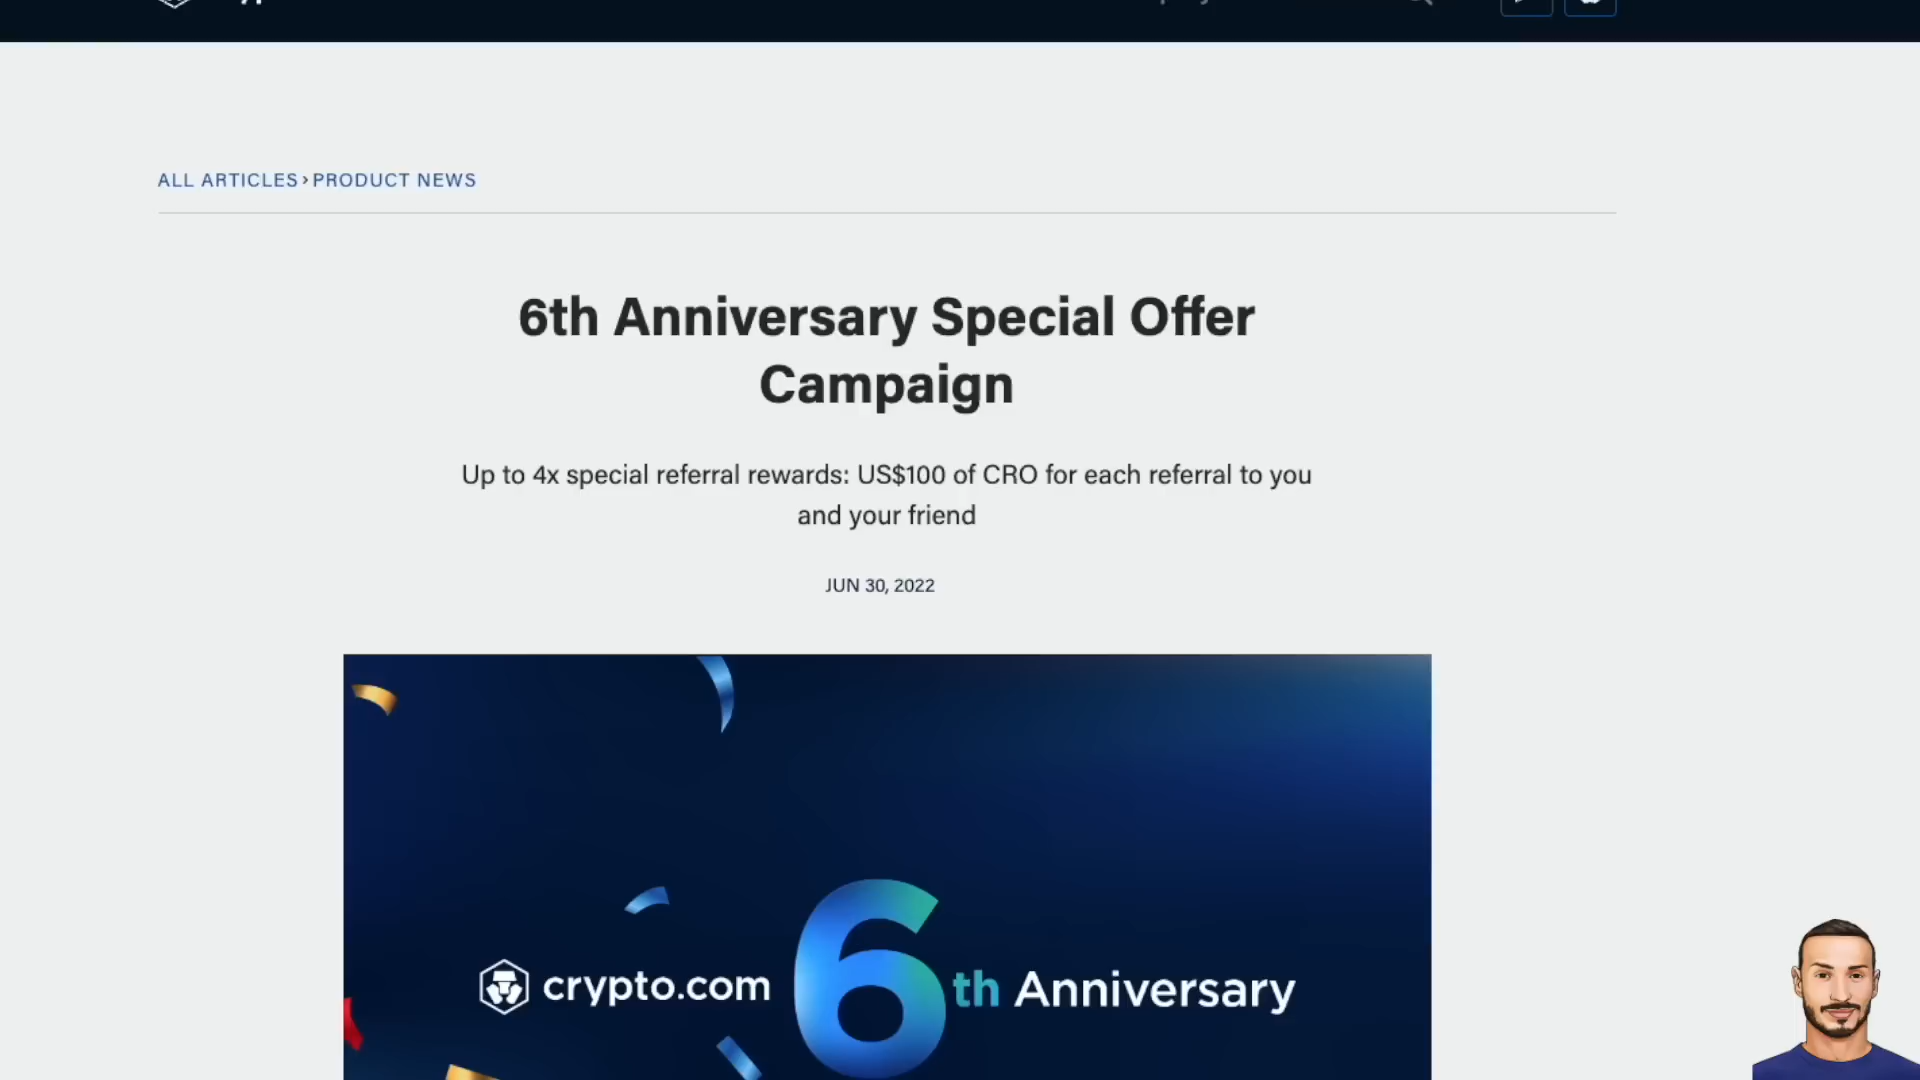 ALL ARTICLES › PRODUCT NEWS
6th Anniversary Special Offer
Campaign
Up to 4x special referral rewards: US$100 of CRO for each referral to you
and your friend
JUN 30, 2022
crypto.com 6th Anniversary